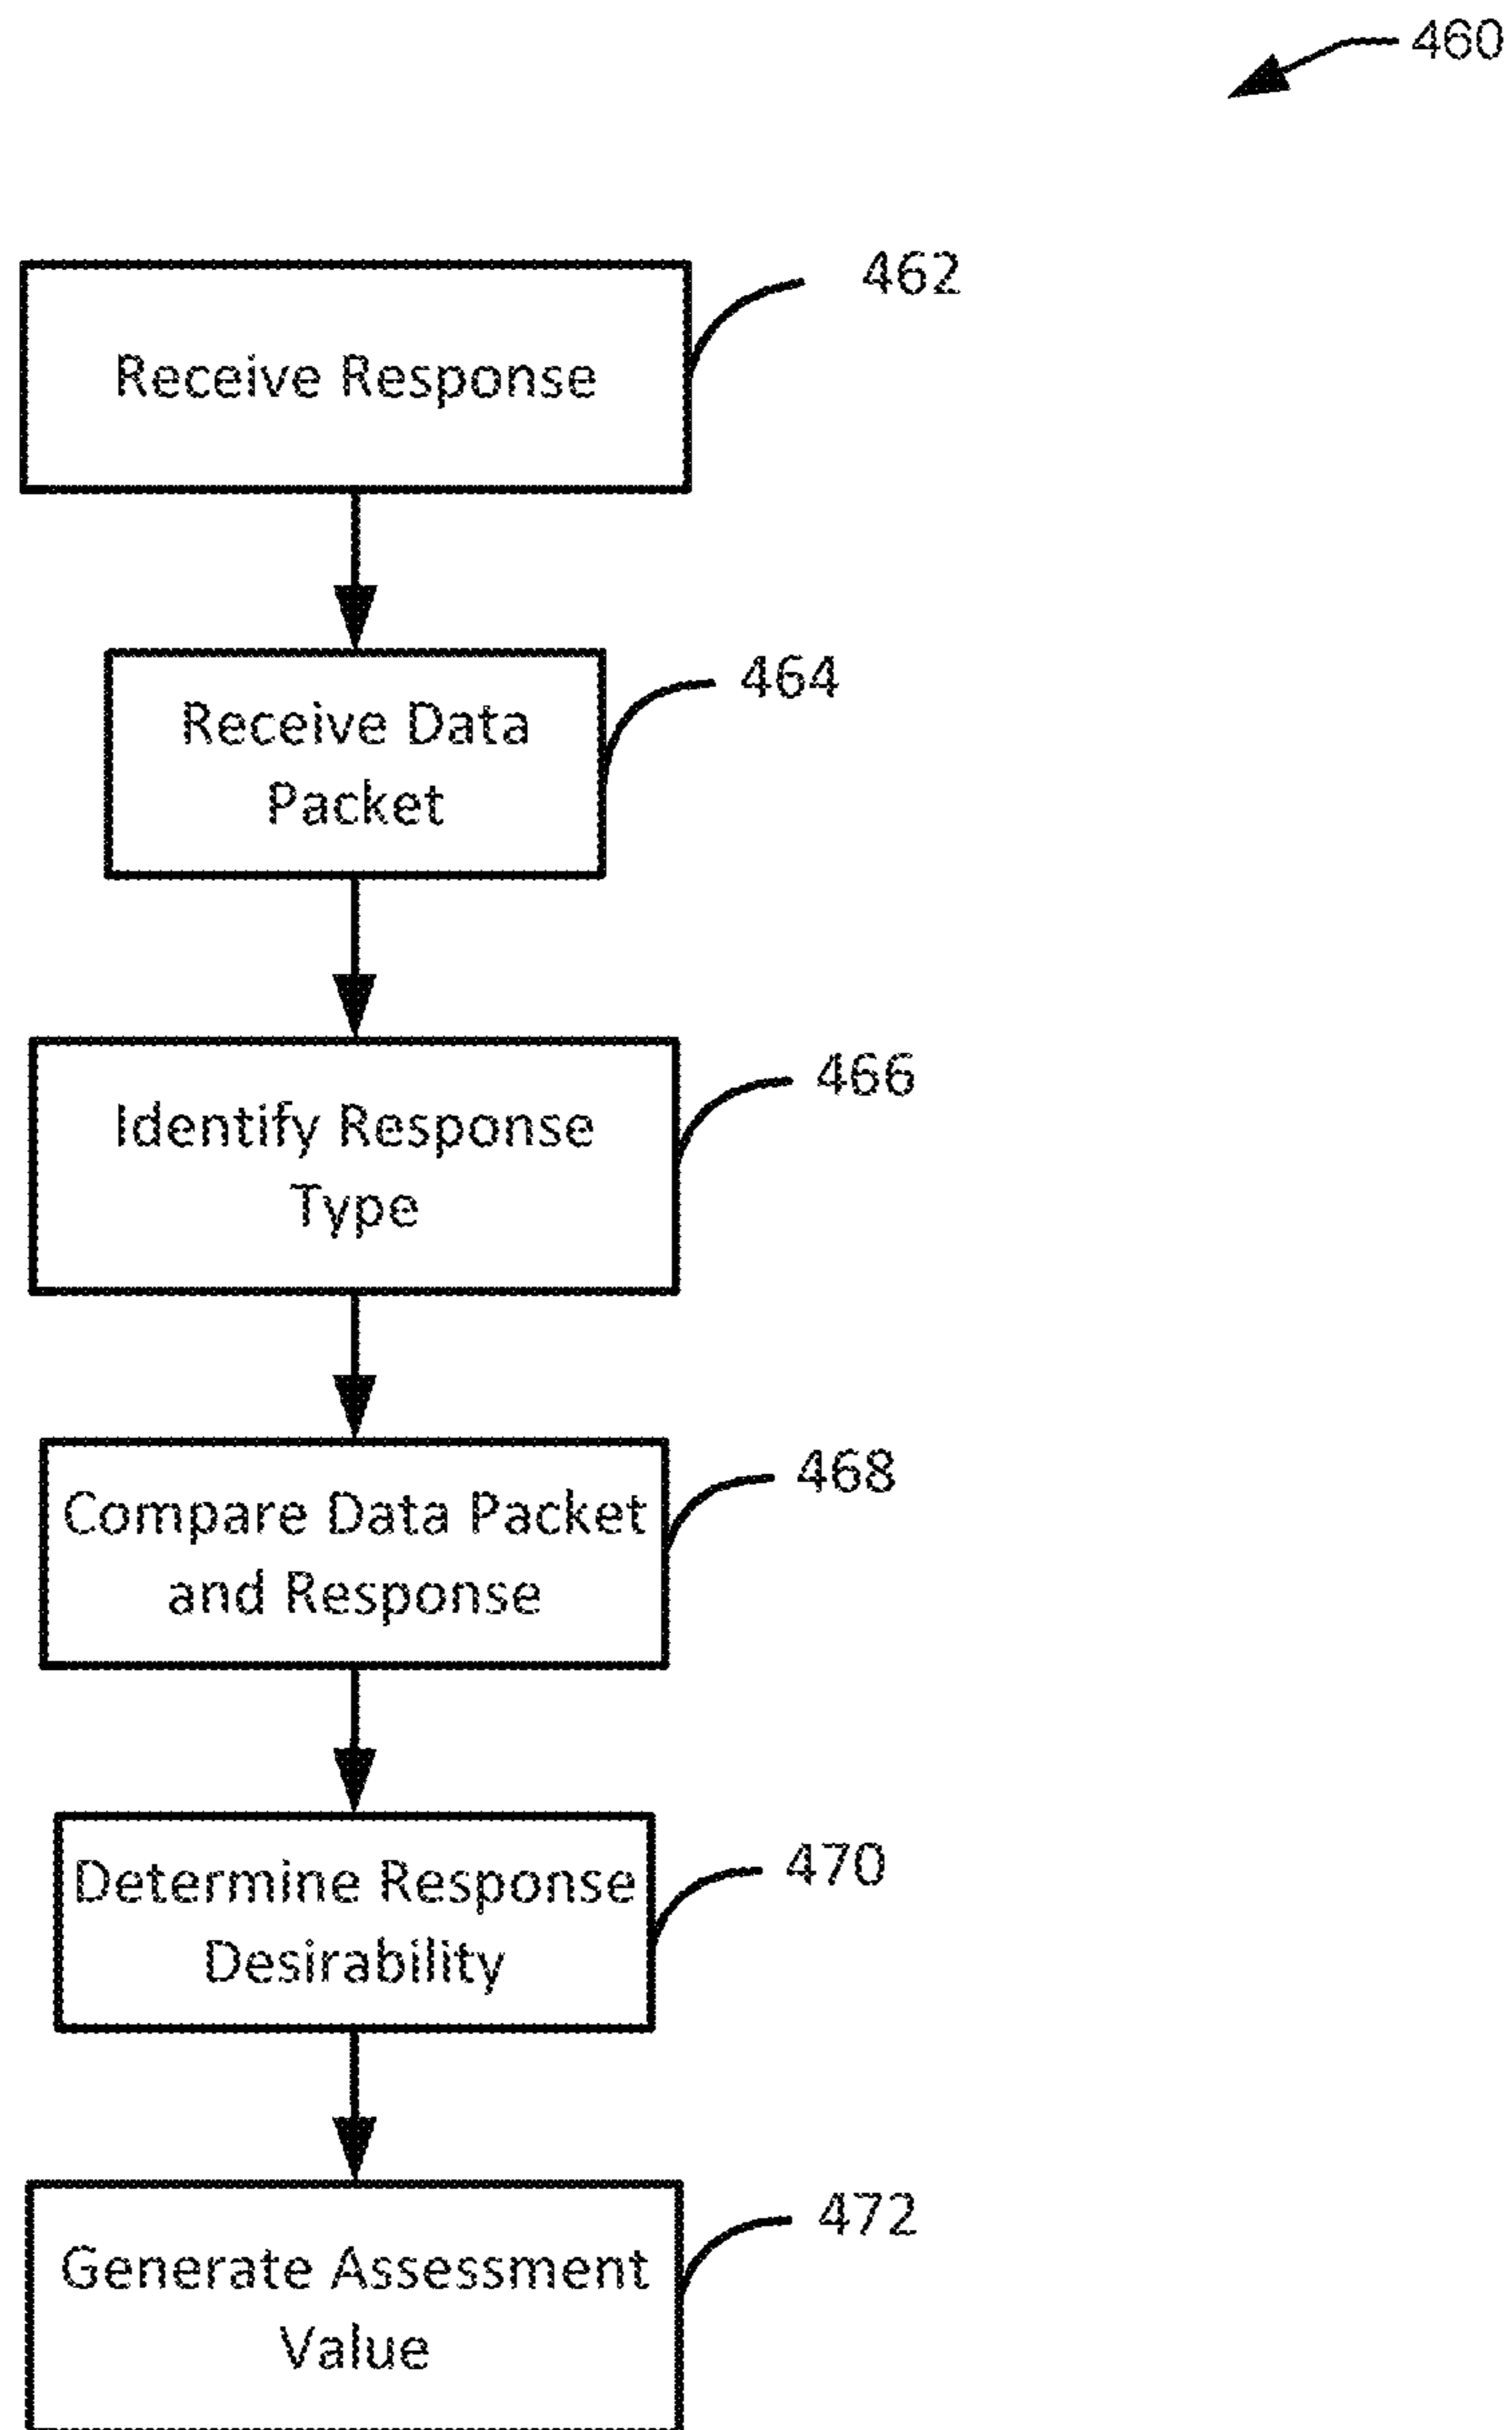 460
462
Receive Response
464
Receive Data
Packet
466
Identify Response
Type
468
Compare Data Packet
and Response
470
Determine Response
Desirability
472
Generate Assessment
Value